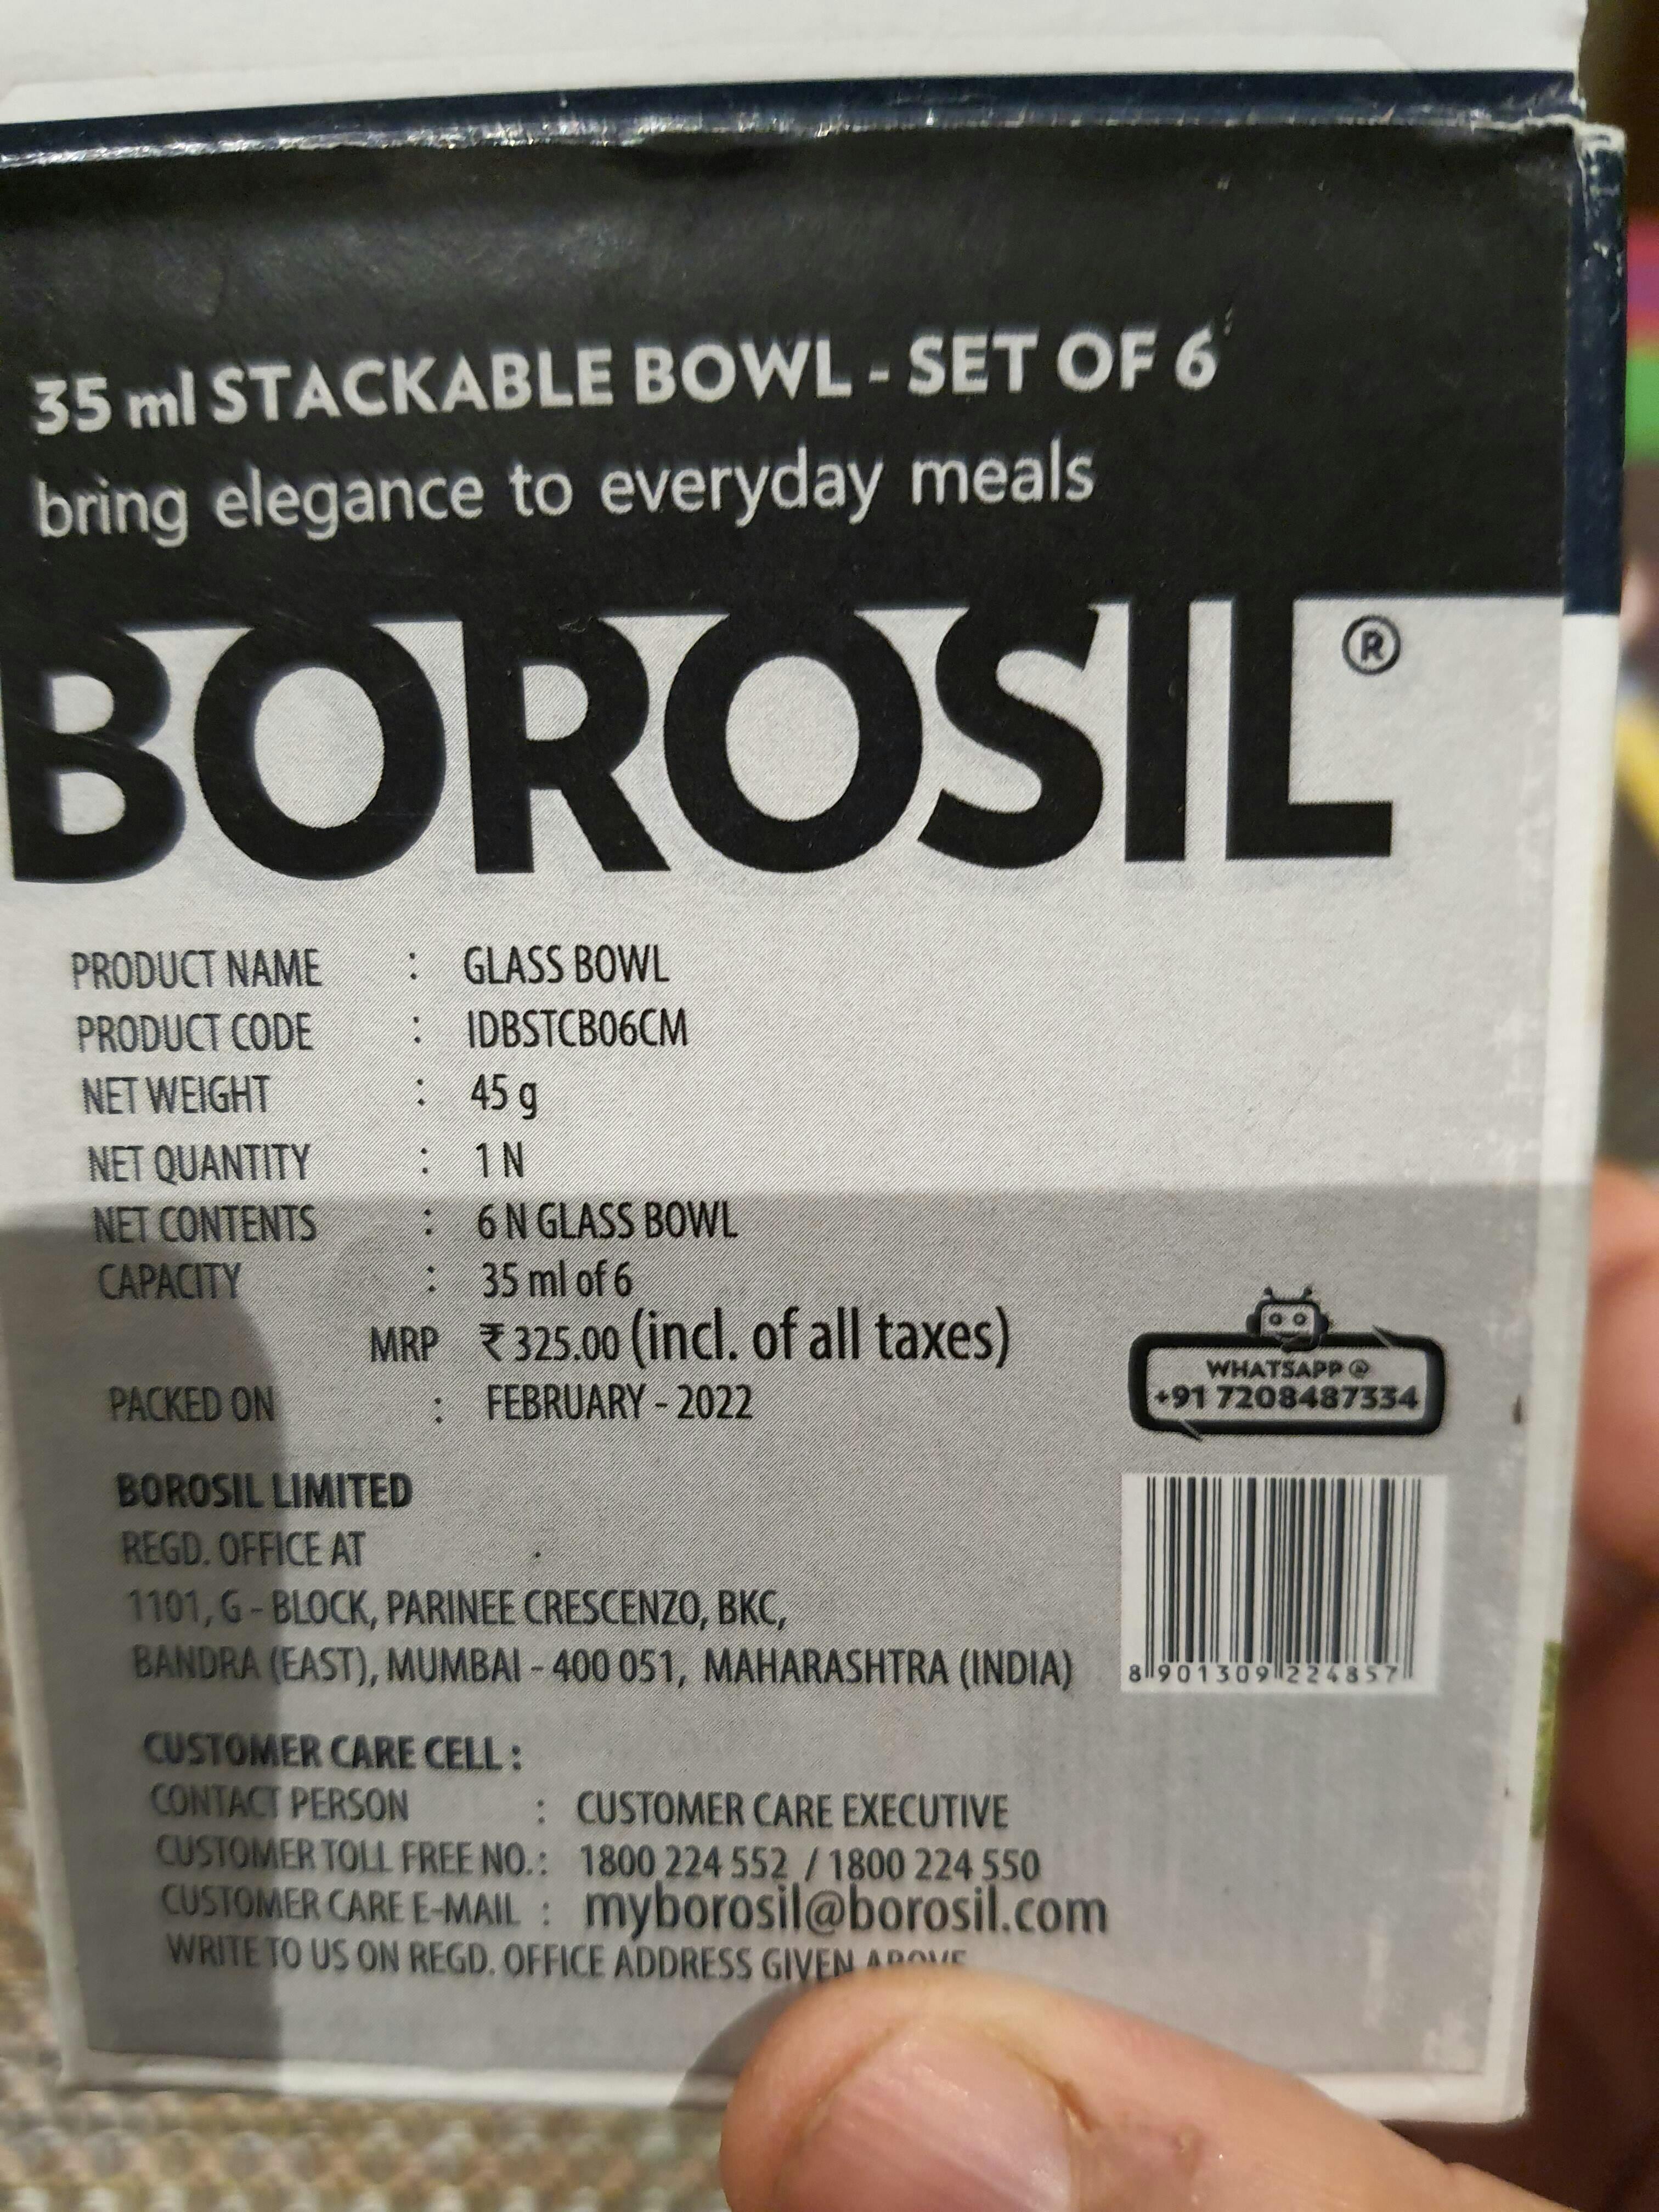 35 ml STACKABLE BOWL - SET OF 6
bring elegance to everyday meals
BOROSIL®
PRODUCT NAME : GLASS BOWL
PRODUCT CODE : IDBSTCB06CM
NET WEIGHT : 45 g
NET QUANTITY : 1 N
NET CONTENTS : 6 N GLASS BOWL
CAPACITY : 35 ml of 6
MRP ₹ 325.00 (incl. of all taxes)
PACKED ON : FEBRUARY - 2022
WHATSAPP @
+91 7208487334
BOROSIL LIMITED
REGD. OFFICE AT
1101, G - BLOCK, PARINEE CRESCENZO, BKC,
BANDRA (EAST), MUMBAI - 400 051, MAHARASHTRA (INDIA)
8 901309 224857
CUSTOMER CARE CELL :
CONTACT PERSON : CUSTOMER CARE EXECUTIVE
CUSTOMER TOLL FREE NO. : 1800 224 552 / 1800 224 550
CUSTOMER CARE E-MAIL : myborosil@borosil.com
WRITE TO US ON REGD. OFFICE ADDRESS GIVEN ABOVE